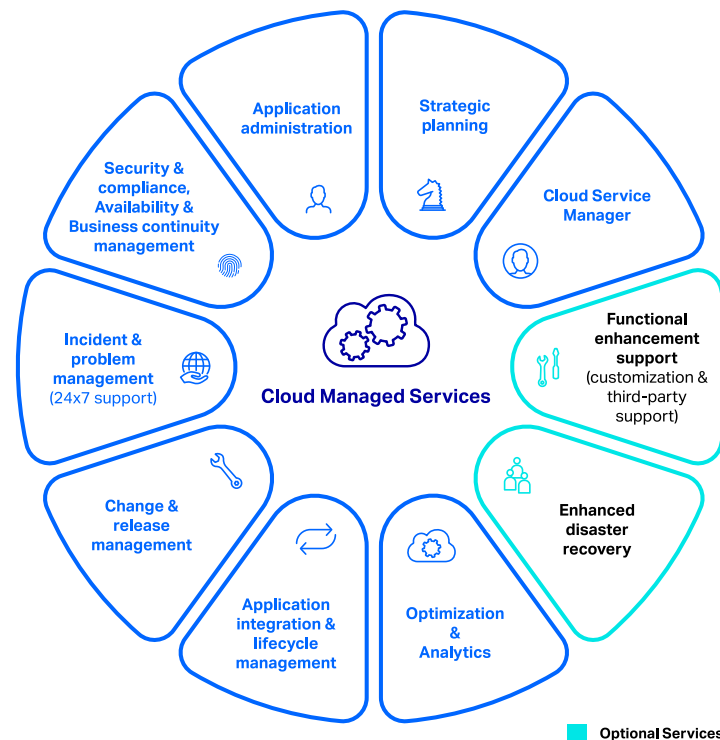 Application
administration
Strategic
planning
Security &
compliance,
Availability &
Business continuity
management
Cloud Service
Manager
Incident &
problem
management
(24x7 support)
Cloud Managed Services
Functional
enhancement
support
(customization &
third-party
support)
Change &
release
management
Enhanced
disaster
recovery
Application
integration &
lifecycle
management
Optimization
&
Analytics
Optional Services